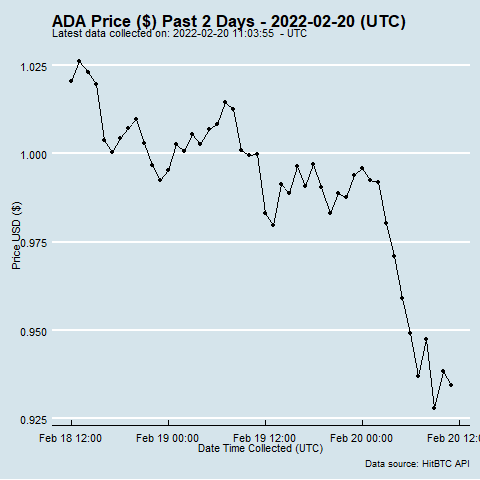 ADA Price ($) Past 2 Days - 2022-02-20 (UTC)
Latest data collected on: 2022-02-20 11:03:55 - UTC
1.025
1.000
0.975
0.950
0.925
Price USD ($)
Feb 18 12:00 Feb 19 00:00 Feb 19 12:00 Feb 20 00:00 Feb 20 12:00
Date Time Collected (UTC)
Data source: HitBTC API